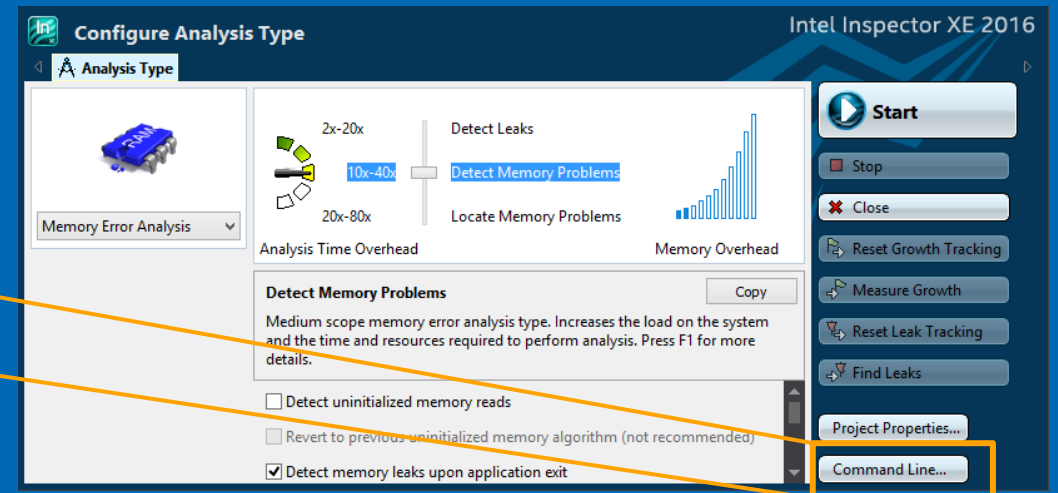 Configure Analysis Type
Intel Inspector XE 2016
Analysis Type
RAM
Memory Error Analysis
2x-20x Detect Leaks
10x-40x Detect Memory Problems
20x-80x Locate Memory Problems
Analysis Time Overhead Memory Overhead
Detect Memory Problems Copy
Medium scope memory error analysis type. Increases the load on the system
and the time and resources required to perform analysis. Press F1 for more
details.
Detect uninitialized memory reads
Revert to previous uninitialized memory algorithm (not recommended)
Detect memory leaks upon application exit
Start
Stop
Close
Reset Growth Tracking
Measure Growth
Reset Leak Tracking
Find Leaks
Project Properties...
Command Line...